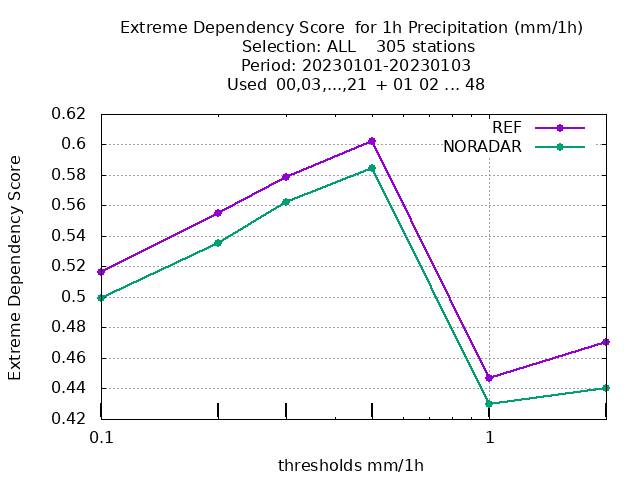 Extreme Dependency Score  for 1h Precipitation (mm/1h)
Selection: ALL    305 stations
Period: 20230101-20230103
Used  00,03,...,21  + 01 02 ... 48
REF
NORADAR
Extreme Dependency Score
0.62
0.6
0.58
0.56
0.54
0.52
0.5
0.48
0.46
0.44
0.42
0.1
1
thresholds mm/1h